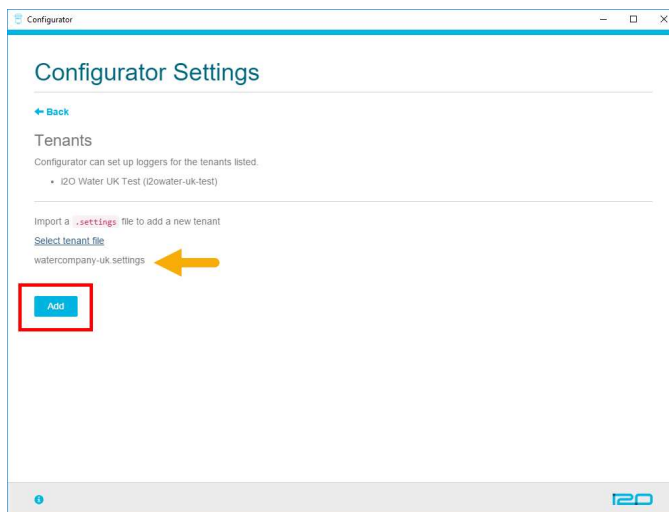 Configurator
Configurator Settings
Back
Tenants
Configurator can set up loggers for the tenants listed.
i2O Water UK Test (i2owater-uk-test)
Import a .settings file to add a new tenant
Select tenant file
watercompany-uk.settings
Add
i2O